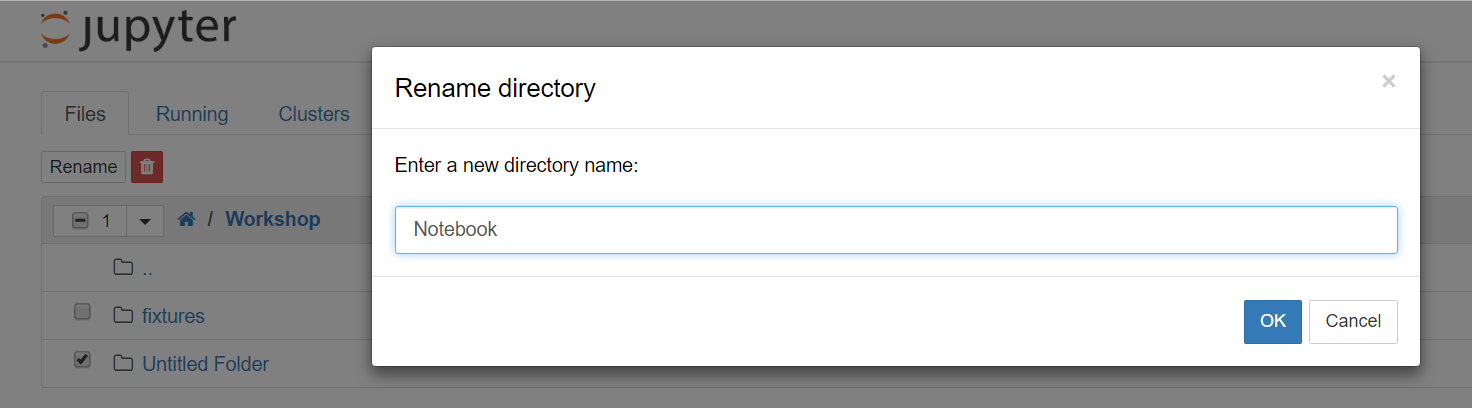 jupyter
Rename directory ×
Files Running Clusters
Enter a new directory name:
Rename
Notebook
1 / Workshop
..
fixtures
OK Cancel
Untitled Folder